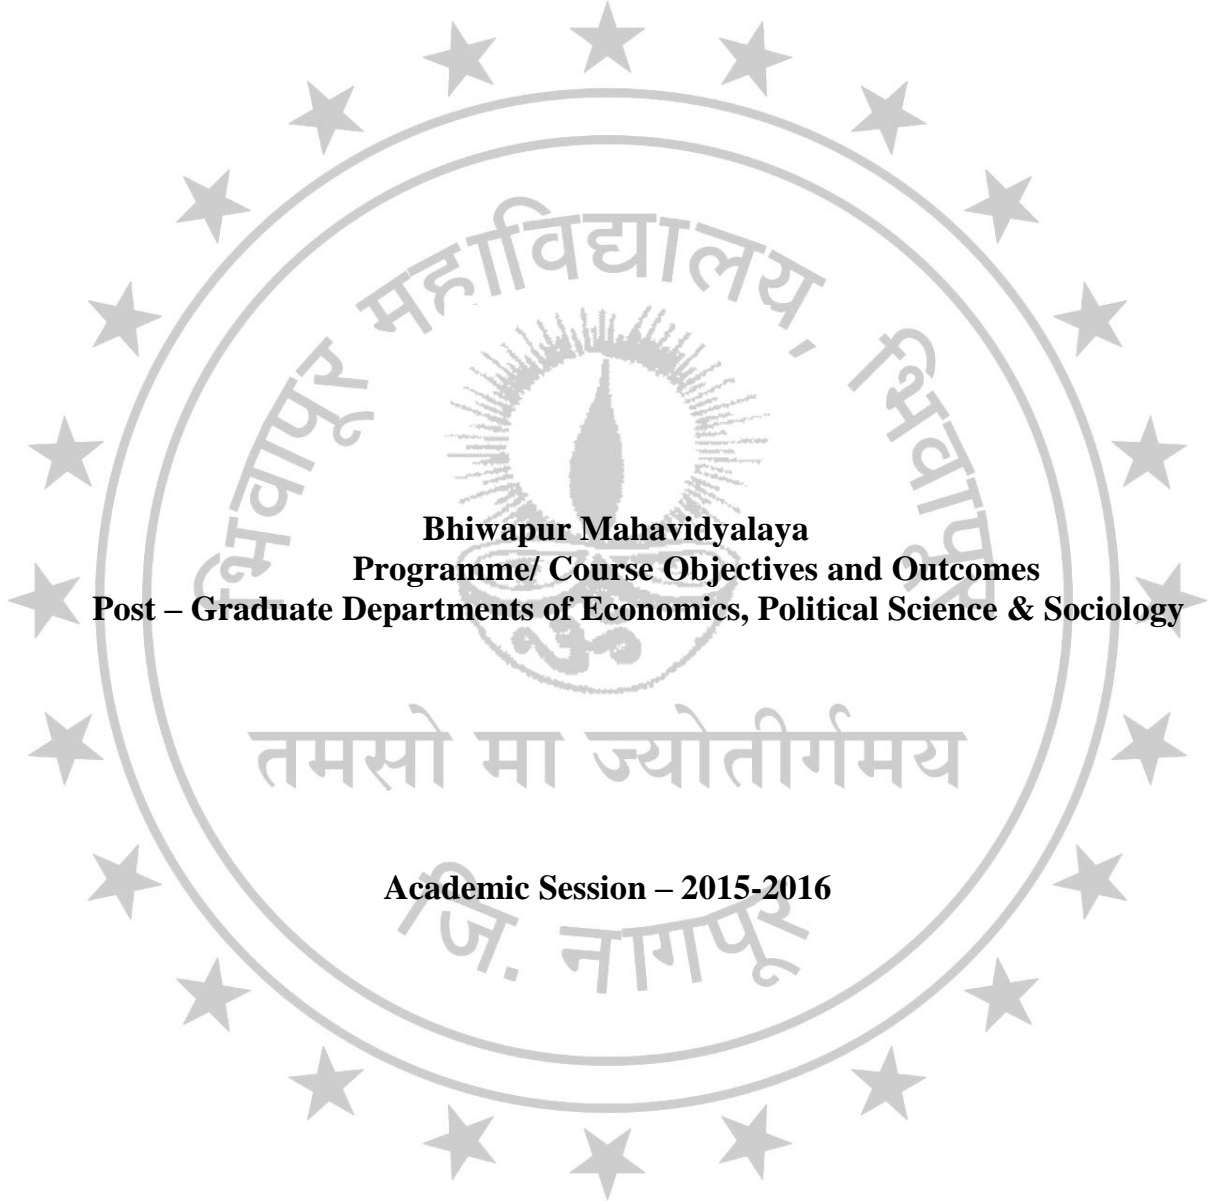 भिवापूर महाविद्यालय, भिवापूर
Bhiwapur Mahavidyalaya
Programme/ Course Objectives and Outcomes
Post – Graduate Departments of Economics, Political Science & Sociology
तमसो मा ज्योतीर्गमय
Academic Session – 2015-2016
जि. नागपूर